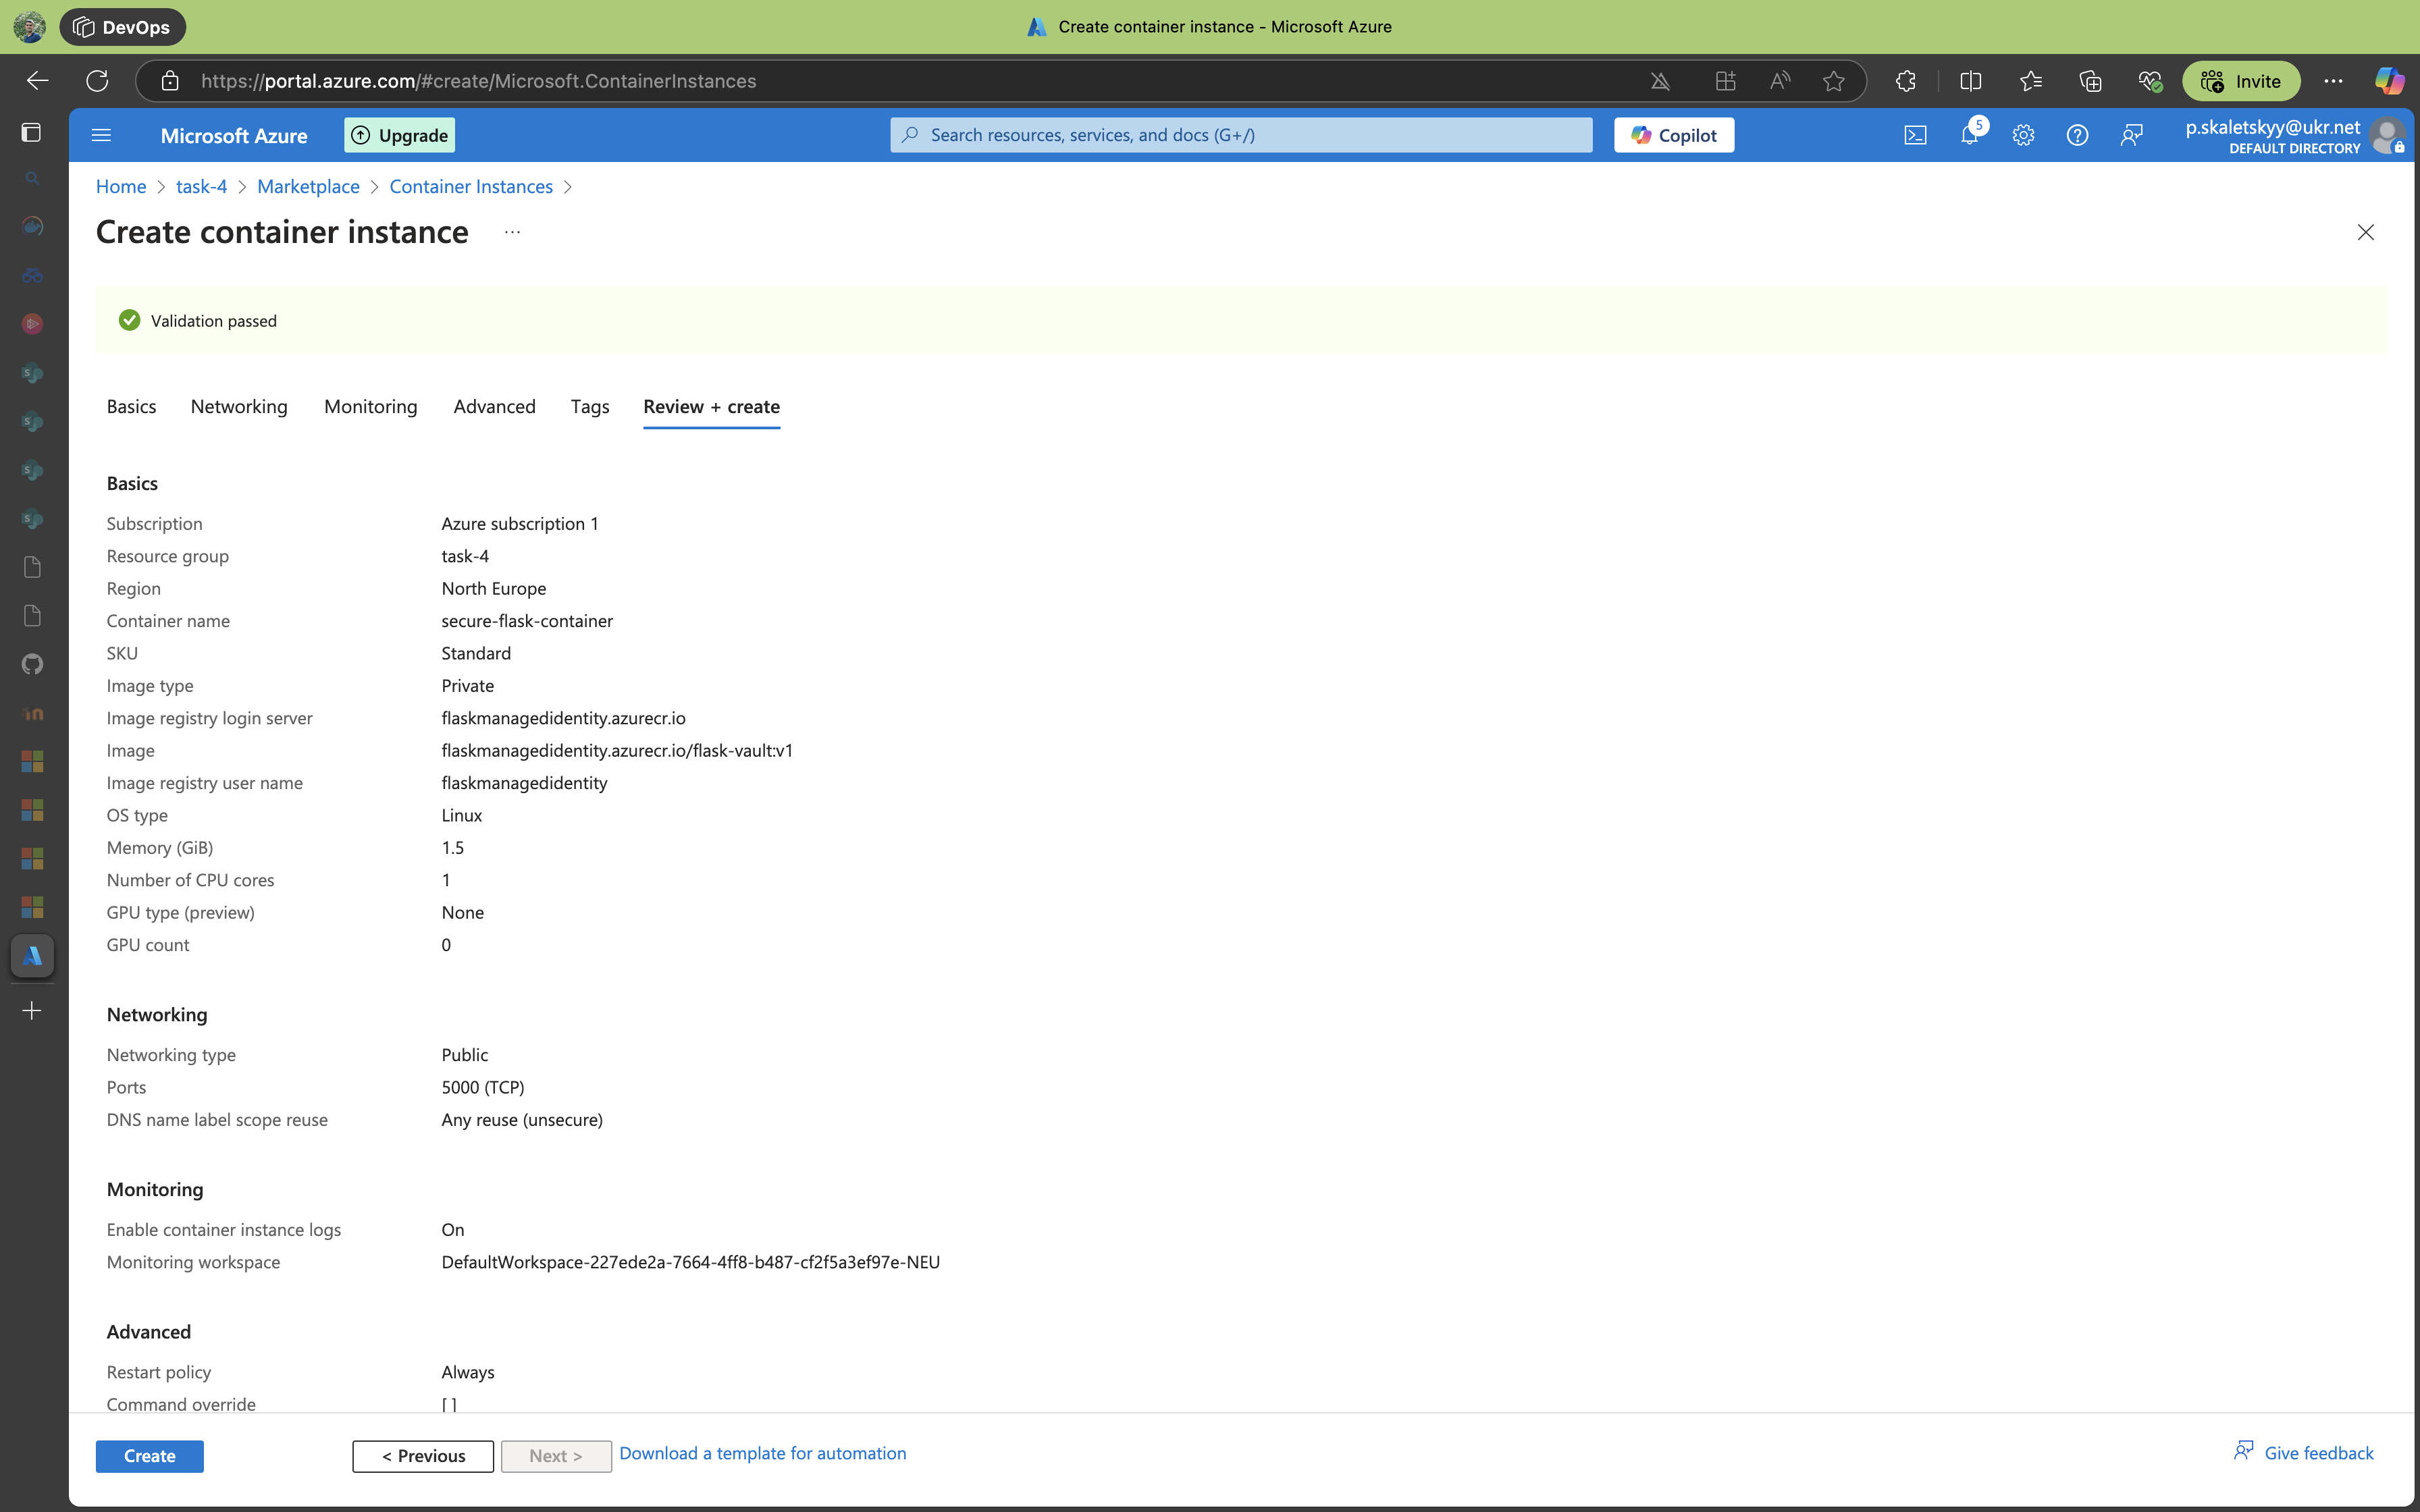 DevOps
Create container instance - Microsoft Azure
https://portal.azure.com/#create/Microsoft.ContainerInstances
Invite
Microsoft Azure
Upgrade
Search resources, services, and docs (G+/)
Copilot
5
p.skaletskyy@ukr.net
DEFAULT DIRECTORY
Home > task-4 > Marketplace > Container Instances >
Create container instance ...
Validation passed
Basics Networking Monitoring Advanced Tags Review + create
Basics
Subscription Azure subscription 1
Resource group task-4
Region North Europe
Container name secure-flask-container
SKU Standard
Image type Private
Image registry login server flaskmanagedidentity.azurecr.io
Image flaskmanagedidentity.azurecr.io/flask-vault:v1
Image registry user name flaskmanagedidentity
OS type Linux
Memory (GiB) 1.5
Number of CPU cores 1
GPU type (preview) None
GPU count 0
Networking
Networking type Public
Ports 5000 (TCP)
DNS name label scope reuse Any reuse (unsecure)
Monitoring
Enable container instance logs On
Monitoring workspace DefaultWorkspace-227ede2a-7664-4ff8-b487-cf2f5a3ef97e-NEU
Advanced
Restart policy Always
Command override [ ]
Create < Previous Next > Download a template for automation Give feedback